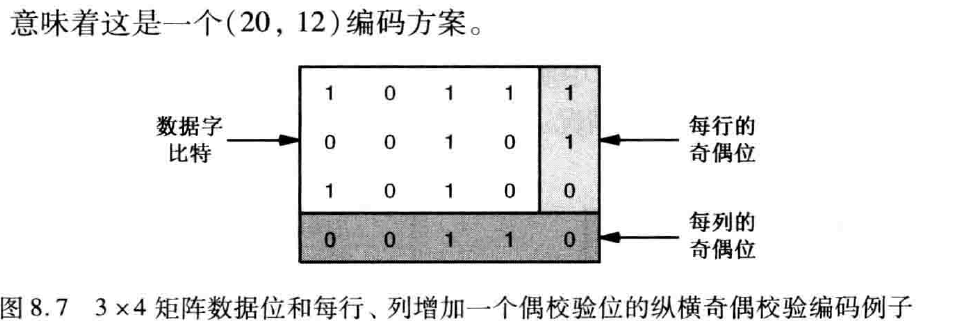 意味着这是一个(20, 12)编码方案。
1 0 1 1 1
数据字
比特
0 0 1 0 1
每行的
奇偶位
1 0 1 0 0
0 0 1 1 0
每列的
奇偶位
图 8.7 3 ×4 矩阵数据位和每行、列增加一个偶校验位的纵横奇偶校验编码例子